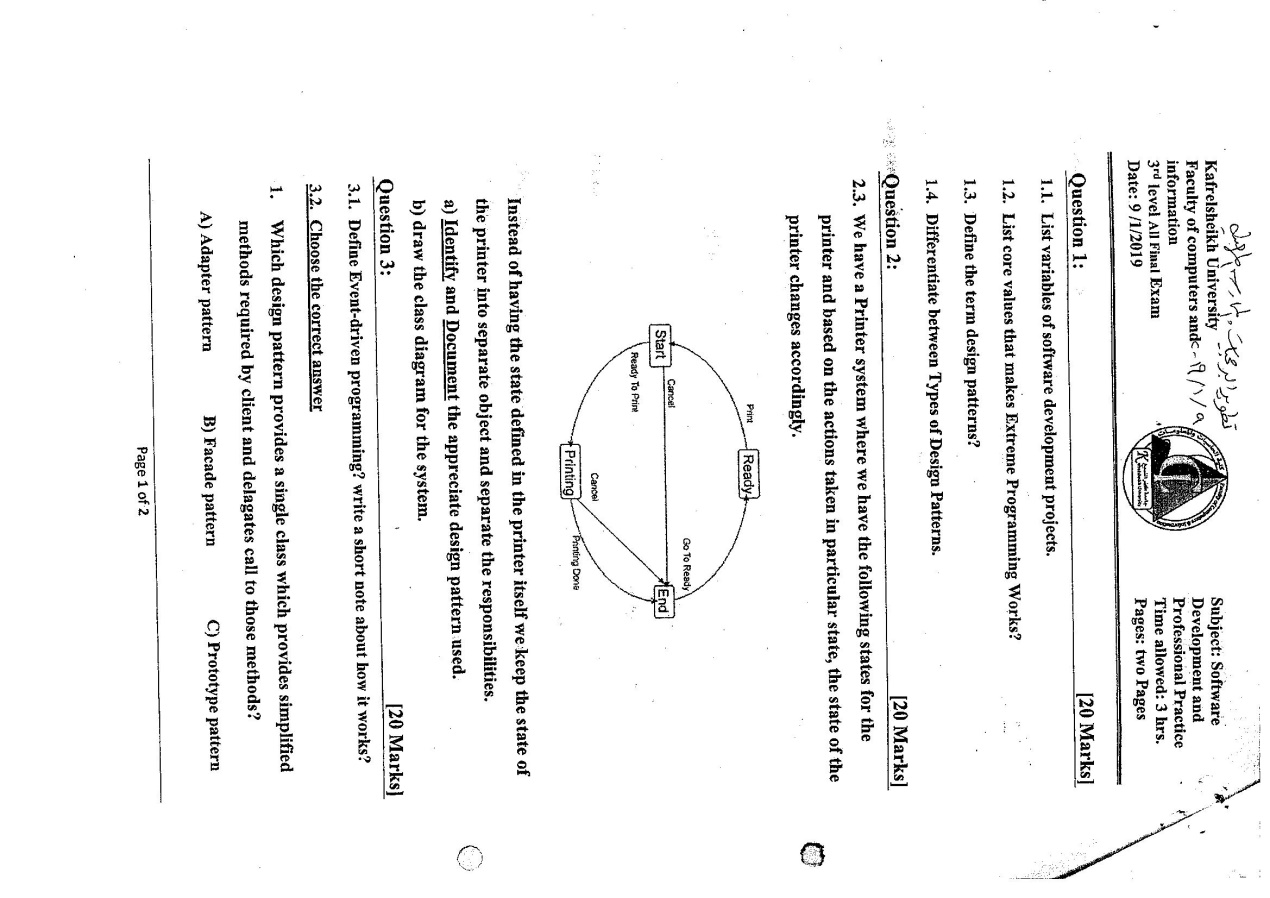 تطوير البرمجيات
Kafrelsheikh University
Faculty of computers and
information
3rd level All Final Exam
Date: 9 /1/2019
٢٠١٩/١/٩
Subject: Software
Development and
Professional Practice
Time allowed: 3 hrs.
Pages: two Pages
Question 1: [20 Marks]
1.1. List variables of software development projects.
1.2. List core values that makes Extreme Programming Works?
1.3. Define the term design patterns?
1.4. Differentiate between Types of Design Patterns.
Question 2: [20 Marks]
2.3. We have a Printer system where we have the following states for the
printer and based on the actions taken in particular state, the state of the
printer changes accordingly.
Ready
Print
Go To Ready
Start
Cancel
End
Ready To Print
Cancel
Printing Done
Printing
Instead of having the state defined in the printer itself we keep the state of
the printer into separate object and separate the responsibilities.
a) Identify and Document the appreciate design pattern used.
b) draw the class diagram for the system.
Question 3: [20 Marks]
3.1. Define Event-driven programming? write a short note about how it works?
3.2. Choose the correct answer
1. Which design pattern provides a single class which provides simplified
methods required by client and delagates call to those methods?
A) Adapter pattern B) Facade pattern C) Prototype pattern
Page 1 of 2